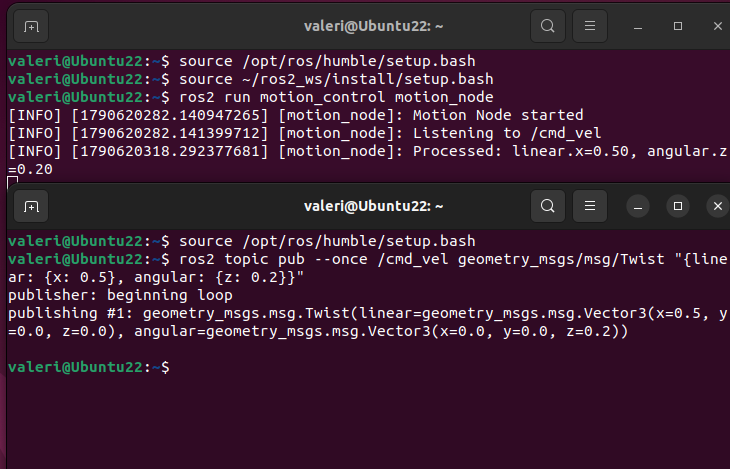 valeri@Ubuntu22: ~
valeri@Ubuntu22:~$ source /opt/ros/humble/setup.bash
valeri@Ubuntu22:~$ source ~/ros2_ws/install/setup.bash
valeri@Ubuntu22:~$ ros2 run motion_control motion_node
[INFO] [1790620282.140947265] [motion_node]: Motion Node started
[INFO] [1790620282.141399712] [motion_node]: Listening to /cmd_vel
[INFO] [1790620318.292377681] [motion_node]: Processed: linear.x=0.50, angular.z
=0.20
valeri@Ubuntu22: ~
valeri@Ubuntu22:~$ source /opt/ros/humble/setup.bash
valeri@Ubuntu22:~$ ros2 topic pub --once /cmd_vel geometry_msgs/msg/Twist "{line
ar: {x: 0.5}, angular: {z: 0.2}}"
publisher: beginning loop
publishing #1: geometry_msgs.msg.Twist(linear=geometry_msgs.msg.Vector3(x=0.5, y
=0.0, z=0.0), angular=geometry_msgs.msg.Vector3(x=0.0, y=0.0, z=0.2))
valeri@Ubuntu22:~$